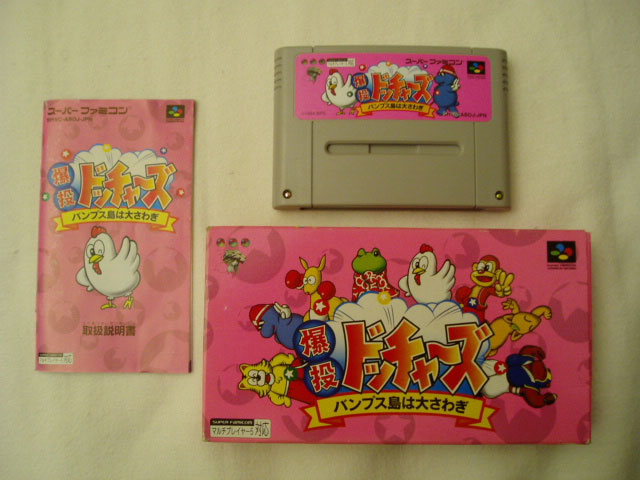 スーパーファミコン
SHVC-ARDJ-JPN
爆投
ドッチャーズ
バンプス島は大さわぎ
取扱説明書
スーパーファミコン
爆投
ドッチャーズ
バンプス島は大さわぎ
爆投
ドッチャーズ
バンプス島は大さわぎ
SUPER FAMICOM
マルチプレイヤー5対応